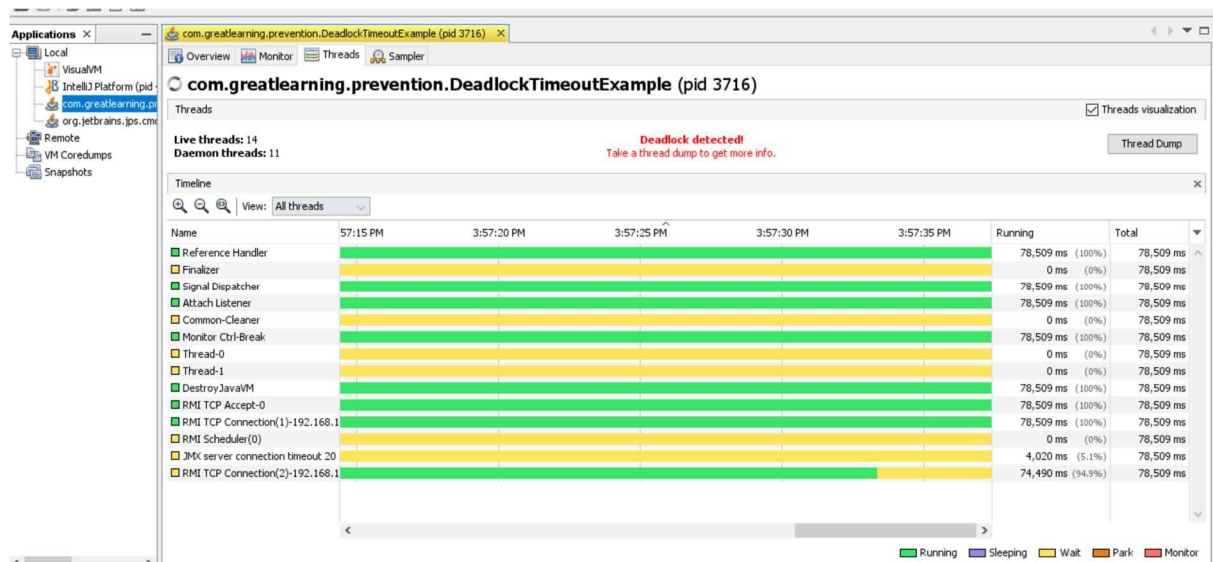 Applications ×
Local
VisualVM
IntelliJ Platform (pid
com.greatlearning.pr
org.jetbrains.jps.cmd
Remote
VM Coredumps
Snapshots
com.greatlearning.prevention.DeadlockTimeoutExample (pid 3716) ×
Overview Monitor Threads Sampler
com.greatlearning.prevention.DeadlockTimeoutExample (pid 3716)
Threads Threads visualization
Live threads: 14
Daemon threads: 11
Deadlock detected!
Take a thread dump to get more info.
Thread Dump
Timeline ×
View: All threads
Name 57:15 PM 3:57:20 PM 3:57:25 PM 3:57:30 PM 3:57:35 PM Running Total
Reference Handler 78,509 ms (100%) 78,509 ms
Finalizer 0 ms (0%) 78,509 ms
Signal Dispatcher 78,509 ms (100%) 78,509 ms
Attach Listener 78,509 ms (100%) 78,509 ms
Common-Cleaner 0 ms (0%) 78,509 ms
Monitor Ctrl-Break 78,509 ms (100%) 78,509 ms
Thread-0 0 ms (0%) 78,509 ms
Thread-1 0 ms (0%) 78,509 ms
DestroyJavaVM 78,509 ms (100%) 78,509 ms
RMI TCP Accept-0 78,509 ms (100%) 78,509 ms
RMI TCP Connection(1)-192.168.1 78,509 ms (100%) 78,509 ms
RMI Scheduler(0) 0 ms (0%) 78,509 ms
JMX server connection timeout 20 4,020 ms (5.1%) 78,509 ms
RMI TCP Connection(2)-192.168.1 74,490 ms (94.9%) 78,509 ms
Running Sleeping Wait Park Monitor